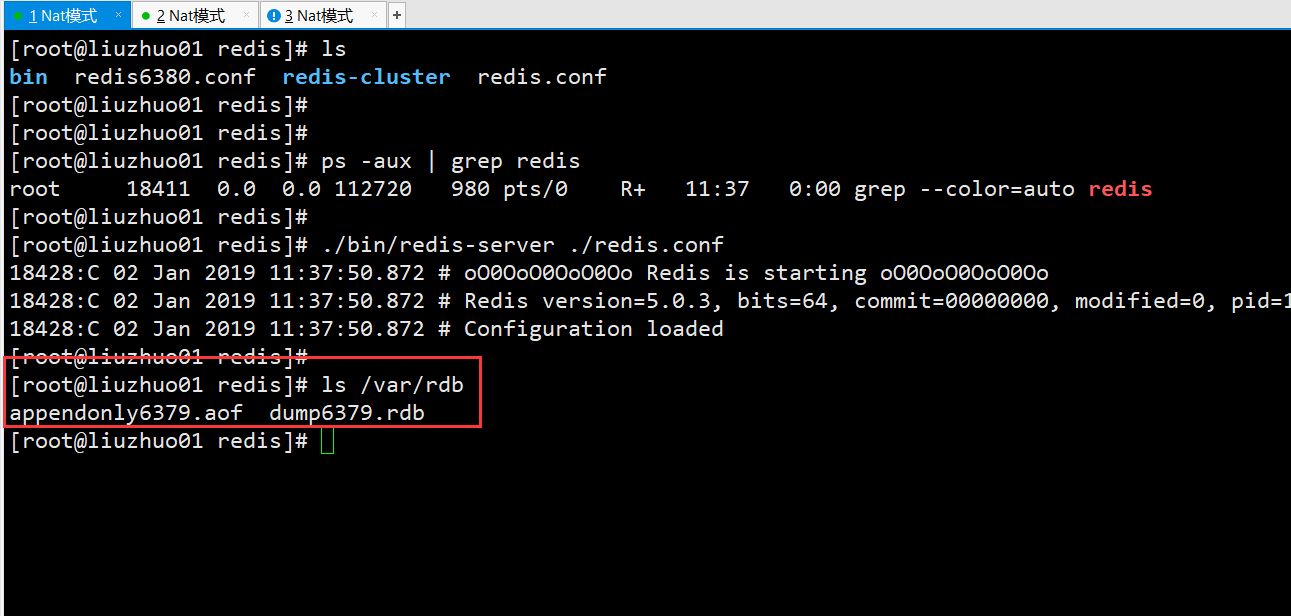 1 Nat模式 × 2 Nat模式 × 3 Nat模式 × +
[root@liuzhuo01 redis]# ls
bin  redis6380.conf  redis-cluster  redis.conf
[root@liuzhuo01 redis]#
[root@liuzhuo01 redis]#
[root@liuzhuo01 redis]# ps -aux | grep redis
root     18411  0.0  0.0 112720   980 pts/0    R+   11:37   0:00 grep --color=auto redis
[root@liuzhuo01 redis]#
[root@liuzhuo01 redis]# ./bin/redis-server ./redis.conf
18428:C 02 Jan 2019 11:37:50.872 # oO0OoO0OoO0Oo Redis is starting oO0OoO0OoO0Oo
18428:C 02 Jan 2019 11:37:50.872 # Redis version=5.0.3, bits=64, commit=00000000, modified=0, pid=1
18428:C 02 Jan 2019 11:37:50.872 # Configuration loaded
[root@liuzhuo01 redis]#
[root@liuzhuo01 redis]# ls /var/rdb
appendonly6379.aof  dump6379.rdb
[root@liuzhuo01 redis]#